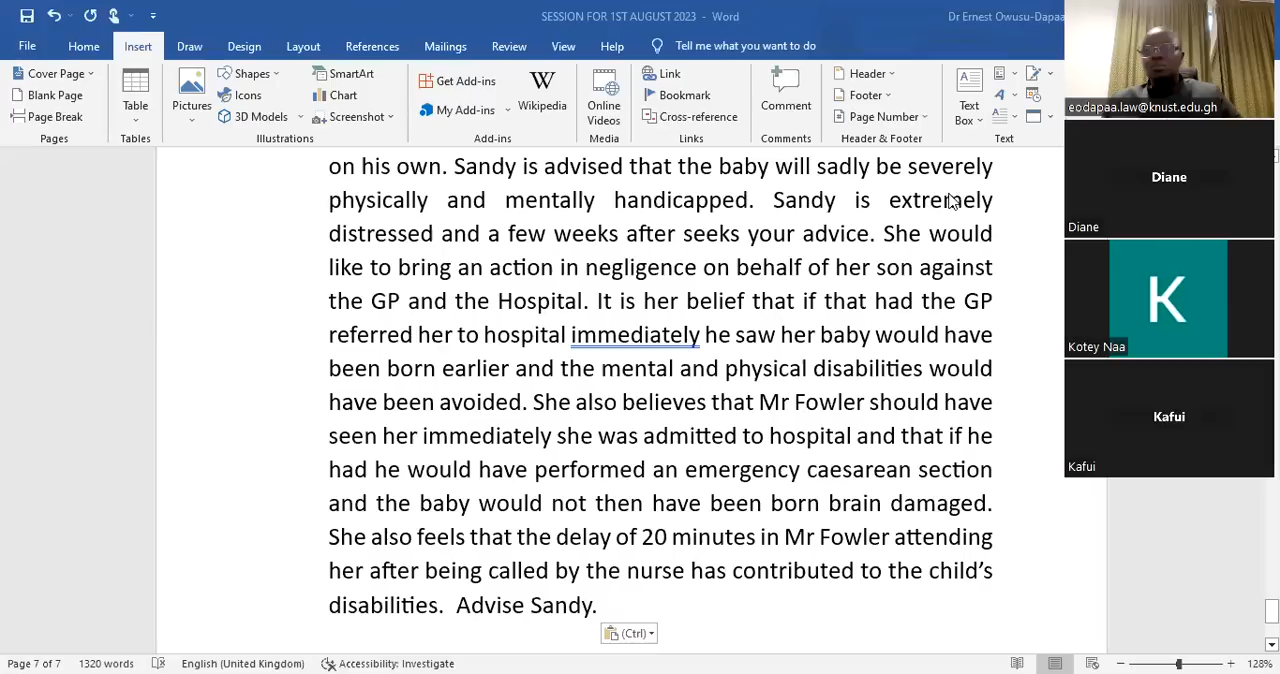 SESSION FOR 1ST AUGUST 2023 - Word
Dr Ernest Owusu-Dapaa
File Home Insert Draw Design Layout References Mailings Review View Help Tell me what you want to do
Cover Page
Blank Page
Page Break
Pages
Table
Tables
Pictures
Shapes
Icons
3D Models
SmartArt
Chart
Screenshot
Illustrations
Get Add-ins
My Add-ins
Wikipedia
Add-ins
Online
Videos
Media
Link
Bookmark
Cross-reference
Links
Comment
Comments
Header
Footer
Page Number
Header & Footer
Text
Box
Text
eodapaa.law@knust.edu.gh
Diane
Diane
K
Kotey Naa
Kafui
Kafui
on his own. Sandy is advised that the baby will sadly be severely
physically and mentally handicapped. Sandy is extremely
distressed and a few weeks after seeks your advice. She would
like to bring an action in negligence on behalf of her son against
the GP and the Hospital. It is her belief that if that had the GP
referred her to hospital immediately he saw her baby would have
been born earlier and the mental and physical disabilities would
have been avoided. She also believes that Mr Fowler should have
seen her immediately she was admitted to hospital and that if he
had he would have performed an emergency caesarean section
and the baby would not then have been born brain damaged.
She also feels that the delay of 20 minutes in Mr Fowler attending
her after being called by the nurse has contributed to the child's
disabilities. Advise Sandy.
(Ctrl)
Page 7 of 7 1320 words English (United Kingdom) Accessibility: Investigate 128%